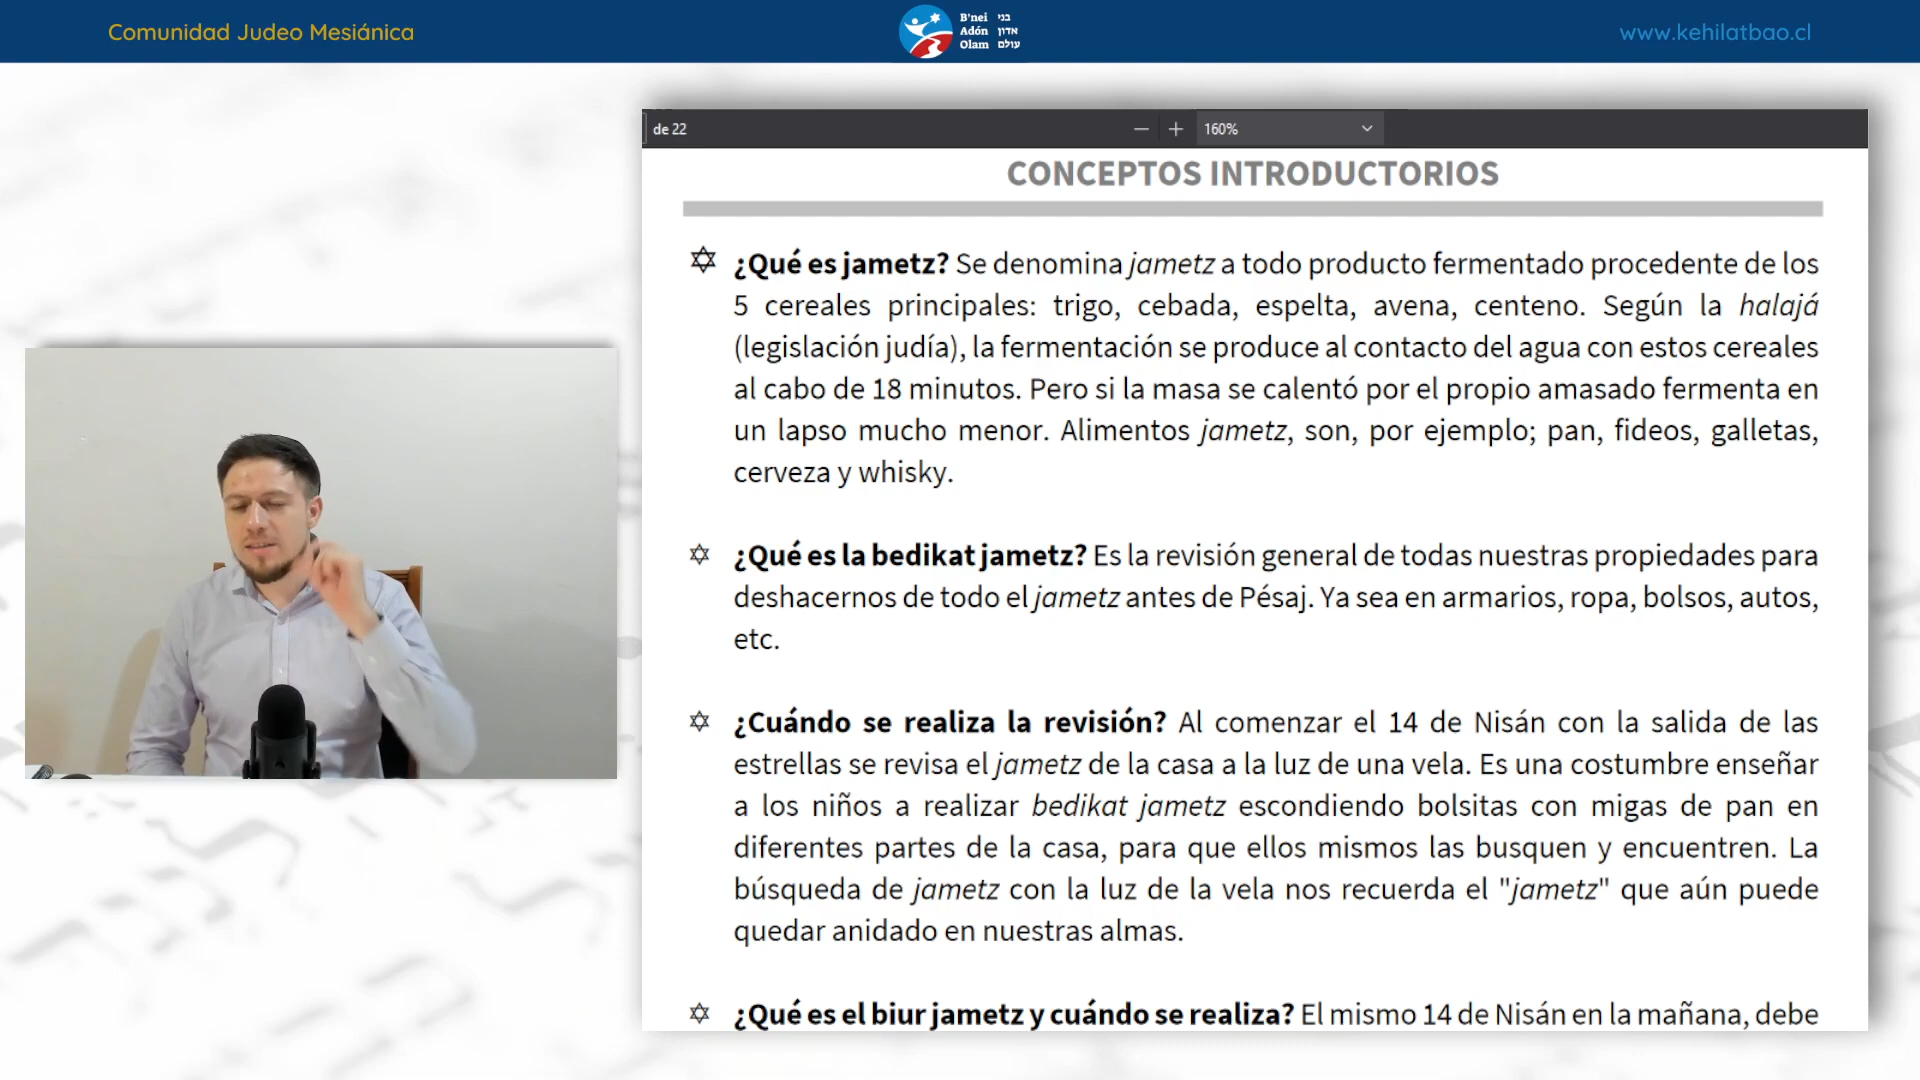 Comunidad Judeo Mesiánica
B'nei בני
Adón אדון
Olam עולם
www.kehilatbao.cl
de 22
160%
CONCEPTOS INTRODUCTORIOS
¿Qué es jametz? Se denomina jametz a todo producto fermentado procedente de los
5 cereales principales: trigo, cebada, espelta, avena, centeno. Según la halajá
(legislación judía), la fermentación se produce al contacto del agua con estos cereales
al cabo de 18 minutos. Pero si la masa se calentó por el propio amasado fermenta en
un lapso mucho menor. Alimentos jametz, son, por ejemplo; pan, fideos, galletas,
cerveza y whisky.
¿Qué es la bedikat jametz? Es la revisión general de todas nuestras propiedades para
deshacernos de todo el jametz antes de Pésaj. Ya sea en armarios, ropa, bolsos, autos,
etc.
¿Cuándo se realiza la revisión? Al comenzar el 14 de Nisán con la salida de las
estrellas se revisa el jametz de la casa a la luz de una vela. Es una costumbre enseñar
a los niños a realizar bedikat jametz escondiendo bolsitas con migas de pan en
diferentes partes de la casa, para que ellos mismos las busquen y encuentren. La
búsqueda de jametz con la luz de la vela nos recuerda el "jametz" que aún puede
quedar anidado en nuestras almas.
¿Qué es el biur jametz y cuándo se realiza? El mismo 14 de Nisán en la mañana, debe